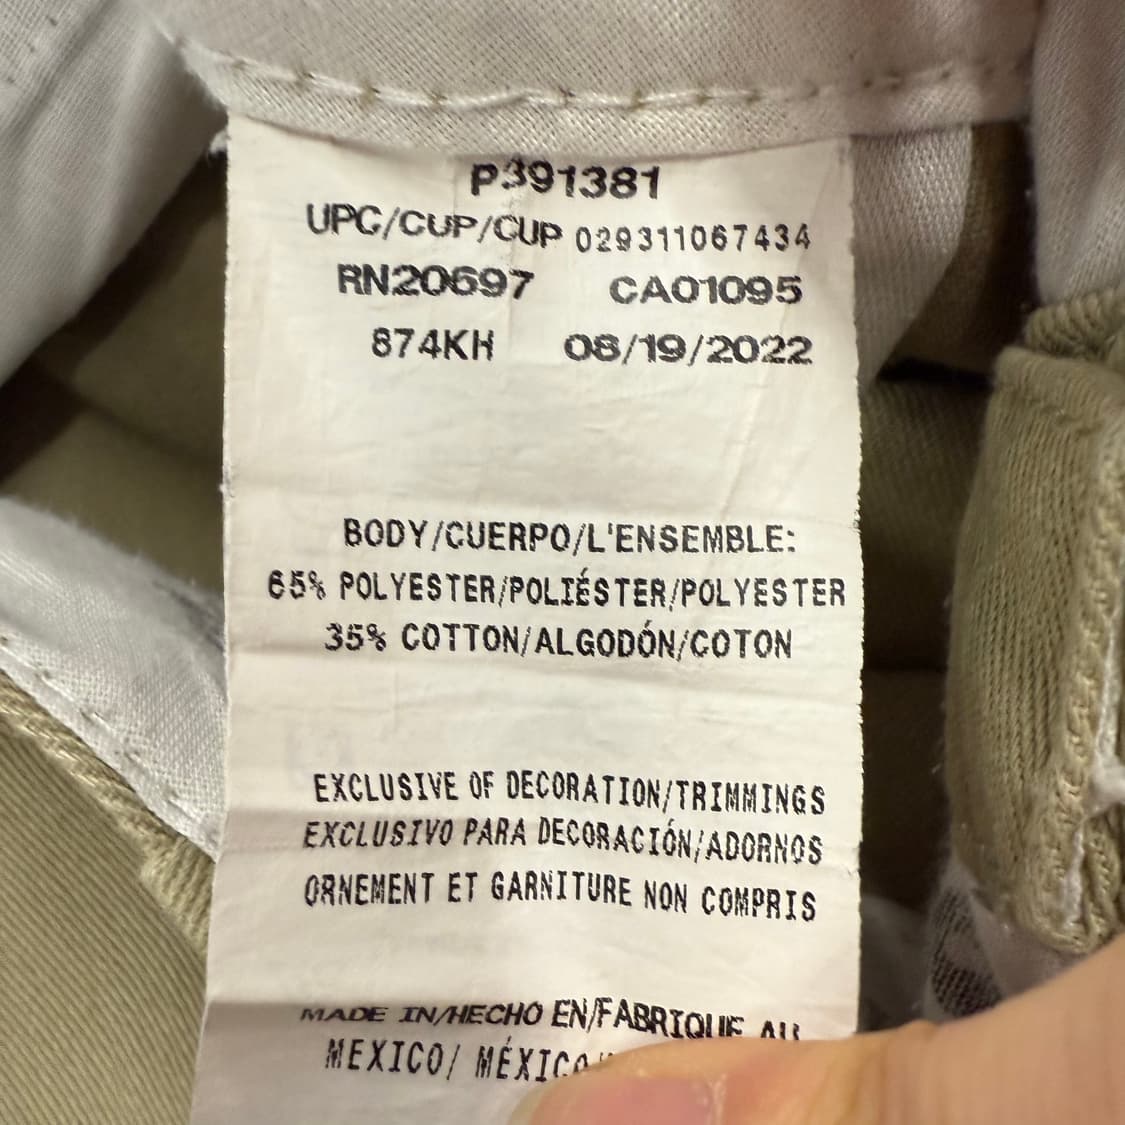 P391381
UPC/CUP/CUP 029311067434
RN20697 CA01095
874KH 08/19/2022
BODY/CUERPO/L'ENSEMBLE:
65% POLYESTER/POLIÉSTER/POLYESTER
35% COTTON/ALGODÓN/COTON
EXCLUSIVE OF DECORATION/TRIMMINGS
EXCLUSIVO PARA DECORACIÓN/ADORNOS
ORNEMENT ET GARNITURE NON COMPRIS
MADE IN/HECHO EN/FABRIQUE AU
MEXICO/ MÉXICO/